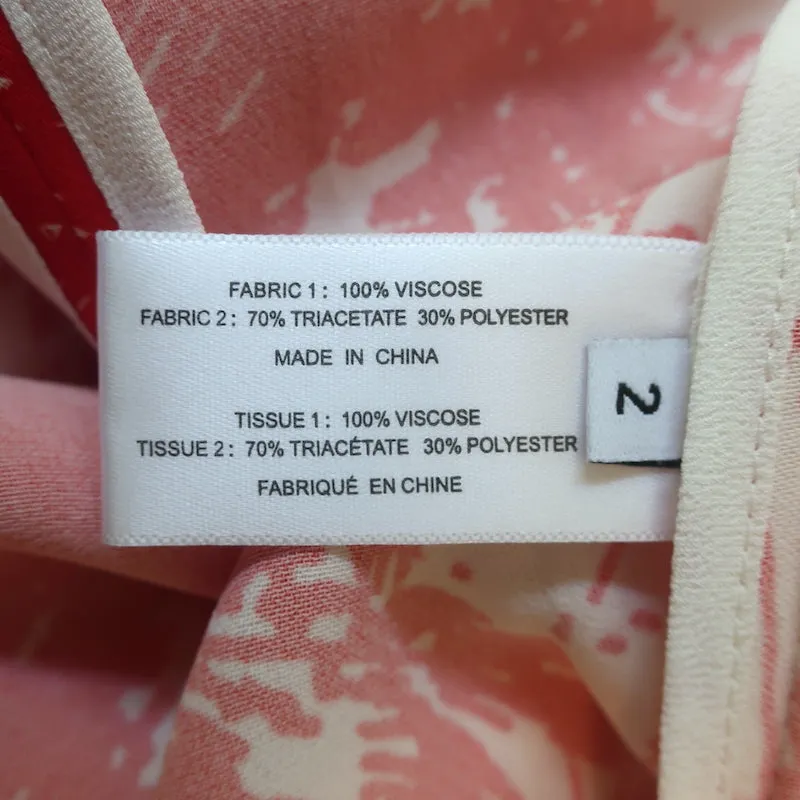 FABRIC 1: 100% VISCOSE
FABRIC 2: 70% TRIACETATE 30% POLYESTER
MADE IN CHINA
2
TISSUE 1: 100% VISCOSE
TISSUE 2: 70% TRIACÉTATE 30% POLYESTER
FABRIQUÉ EN CHINE